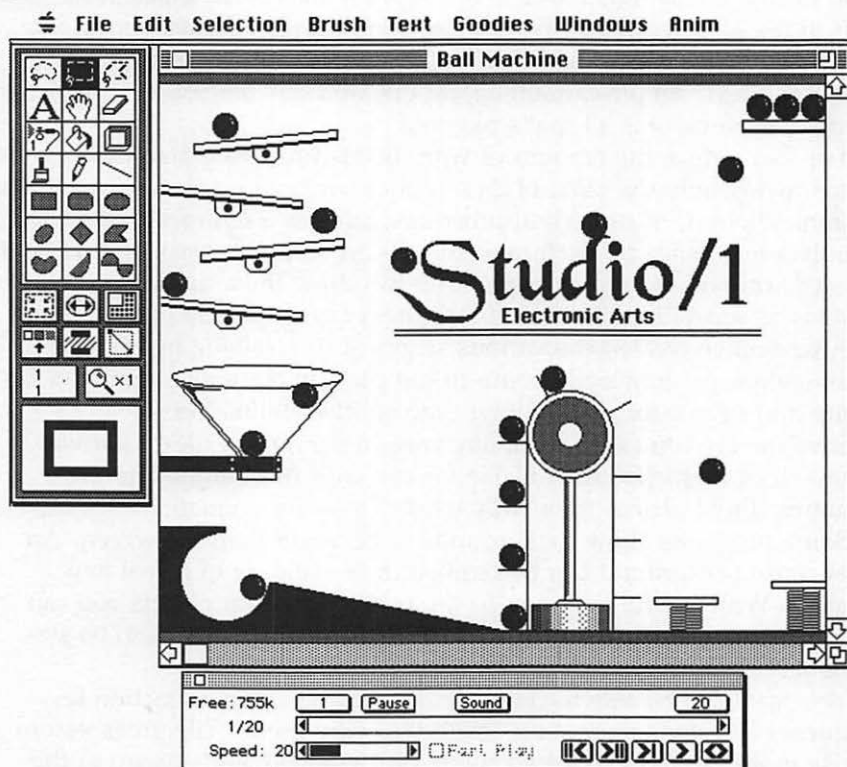 File Edit Selection Brush Text Goodies Windows Anim
Ball Machine
A
1
1
×1
Studio/1
Electronic Arts
Free:755k 1 Pause Sound 20
1/20
Speed: 20 Fart Play